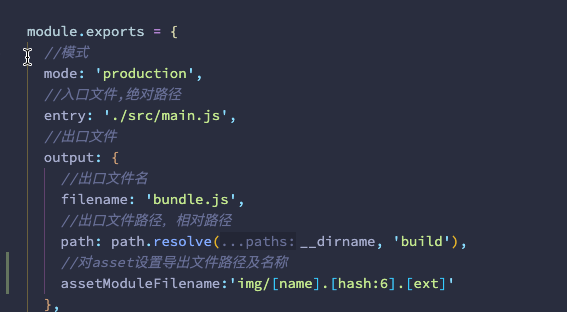 module.exports = {
//模式
mode: 'production',
//入口文件,绝对路径
entry: './src/main.js',
//出口文件
output: {
//出口文件名
filename: 'bundle.js',
//出口文件路径, 相对路径
path: path.resolve(...paths:__dirname, 'build'),
//对asset设置导出文件路径及名称
assetModuleFilename:'img/[name].[hash:6].[ext]'
},